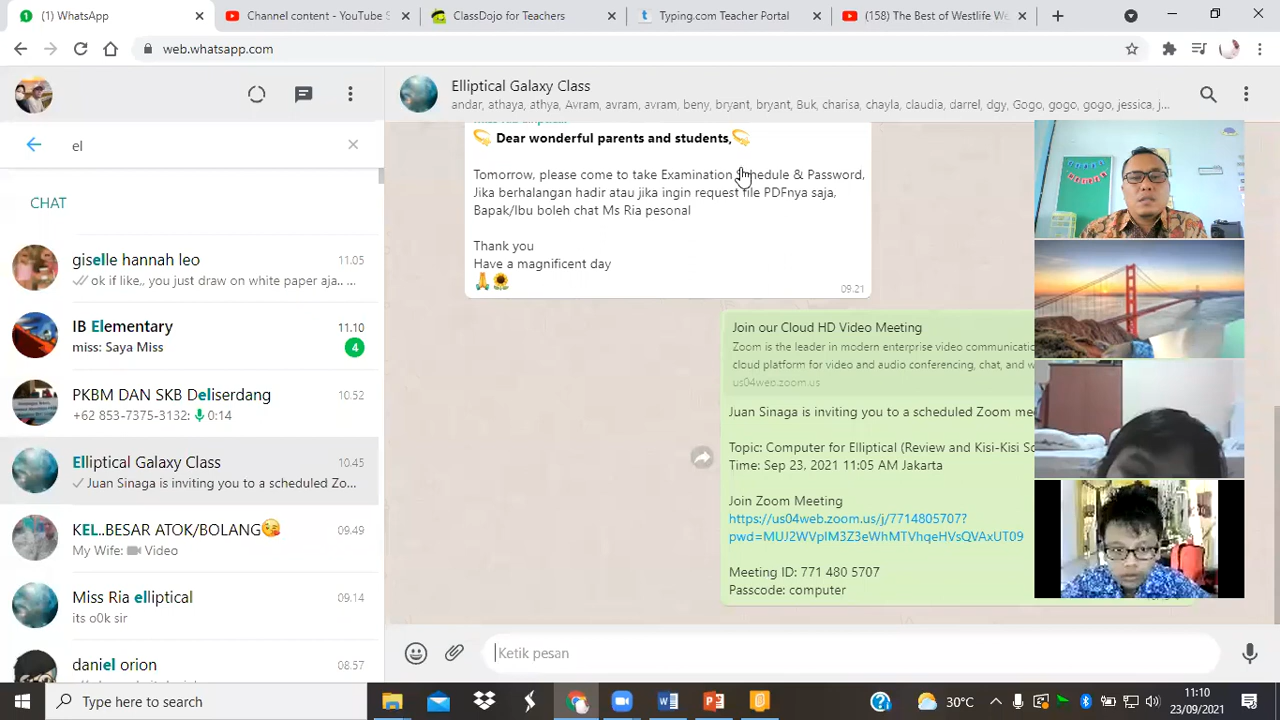 1
(1) WhatsApp
Channel content - YouTube S
ClassDojo for Teachers
Typing.com Teacher Portal
(158) The Best of Westlife We
web.whatsapp.com
el
CHAT
giselle hannah leo
11.05
ok if like,, you just draw on white paper aja.. ...
IB Elementary
11.10
miss: Saya Miss
4
PKBM DAN SKB Deliserdang
10.52
+62 853-7375-3132: 0:14
Elliptical Galaxy Class
10.45
Juan Sinaga is inviting you to a scheduled Zo...
KEL..BESAR ATOK/BOLANG😘
09.49
My Wife: Video
Miss Ria elliptical
09.14
its o0k sir
daniel orion
08.57
Elliptical Galaxy Class
andar, athaya, athya, Avram, avram, avram, beny, bryant, bryant, Buk, charisa, chayla, claudia, darrel, dgy, Gogo, gogo, gogo, jessica, j...
💫 Dear wonderful parents and students,💫
Tomorrow, please come to take Examination Schedule & Password,
Jika berhalangan hadir atau jika ingin request file PDFnya saja,
Bapak/Ibu boleh chat Ms Ria pesonal
Thank you
Have a magnificent day
🙏🌻
09.21
Join our Cloud HD Video Meeting
Zoom is the leader in modern enterprise video communicatio
cloud platform for video and audio conferencing, chat, and w
us04web.zoom.us
Juan Sinaga is inviting you to a scheduled Zoom me
Topic: Computer for Elliptical (Review and Kisi-Kisi So
Time: Sep 23, 2021 11:05 AM Jakarta
Join Zoom Meeting
https://us04web.zoom.us/j/7714805707?
pwd=MUJ2WVplM3Z3eWhMTVhqeHVsQVAxUT09
Meeting ID: 771 480 5707
Passcode: computer
Ketik pesan
Type here to search
30°C
11:10
23/09/2021